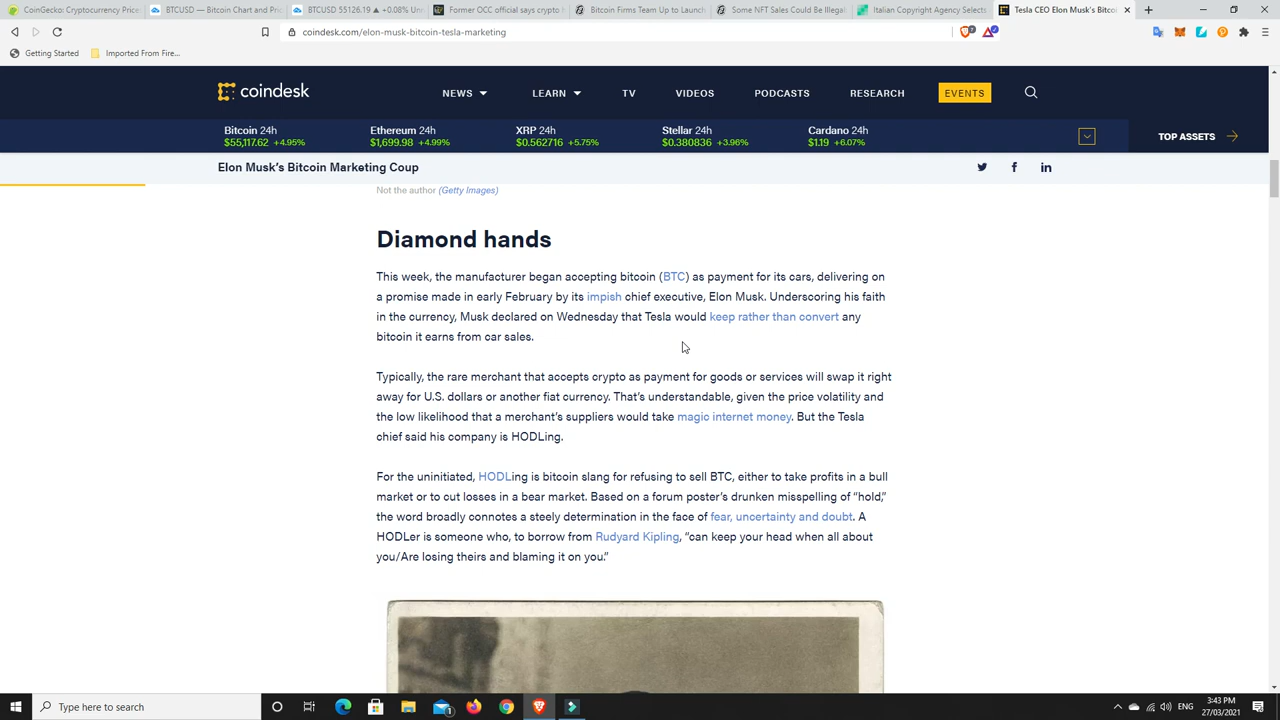 CoinGecko: Cryptocurrency Price
BTCUSD — Bitcoin Chart and Pri
BTCUSD 55126.19 ▲ +0.08% Un
Former OCC official says crypto
Bitcoin Firms Team Up to Launch
Some NFT Sales Could Be Illegal
Italian Copyright Agency Selects
Tesla CEO Elon Musk's Bitcoi
coindesk.com/elon-musk-bitcoin-tesla-marketing
Getting Started
Imported From Fire...
coindesk
NEWS
LEARN
TV
VIDEOS
PODCASTS
RESEARCH
EVENTS
Bitcoin 24h
$55,117.62 +4.95%
Ethereum 24h
$1,699.98 +4.99%
XRP 24h
$0.562716 +5.75%
Stellar 24h
$0.380836 +3.96%
Cardano 24h
$1.19 +6.07%
TOP ASSETS
Elon Musk's Bitcoin Marketing Coup
Not the author (Getty Images)
Diamond hands
This week, the manufacturer began accepting bitcoin (BTC) as payment for its cars, delivering on
a promise made in early February by its impish chief executive, Elon Musk. Underscoring his faith
in the currency, Musk declared on Wednesday that Tesla would keep rather than convert any
bitcoin it earns from car sales.
Typically, the rare merchant that accepts crypto as payment for goods or services will swap it right
away for U.S. dollars or another fiat currency. That's understandable, given the price volatility and
the low likelihood that a merchant's suppliers would take magic internet money. But the Tesla
chief said his company is HODLing.
For the uninitiated, HODLing is bitcoin slang for refusing to sell BTC, either to take profits in a bull
market or to cut losses in a bear market. Based on a forum poster's drunken misspelling of “hold,”
the word broadly connotes a steely determination in the face of fear, uncertainty and doubt. A
HODLer is someone who, to borrow from Rudyard Kipling, “can keep your head when all about
you/Are losing theirs and blaming it on you.”
Type here to search
ENG
3:43 PM
27/03/2021